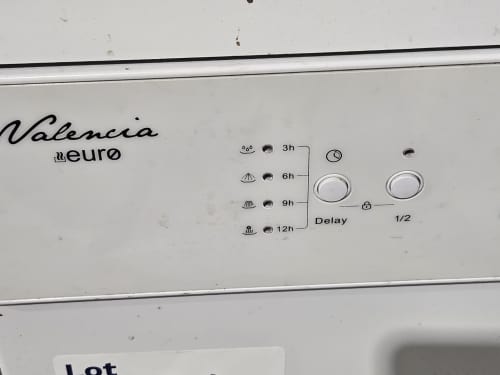 Valencia
euro
3h
6h
9h
12h
Delay
1/2
Lot